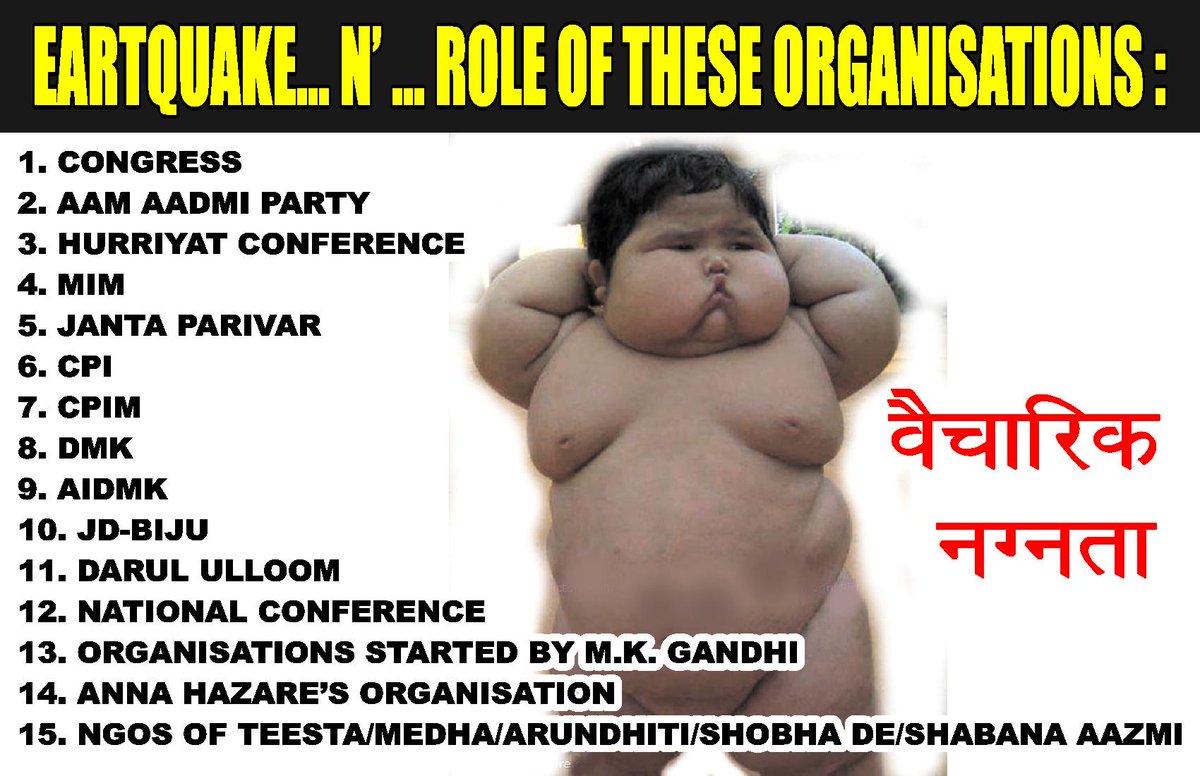 EARTQUAKE... N' ... ROLE OF THESE ORGANISATIONS :
1. CONGRESS
2. AAM AADMI PARTY
3. HURRIYAT CONFERENCE
4. MIM
5. JANTA PARIVAR
6. CPI
7. CPIM
8. DMK
9. AIDMK
10. JD-BIJU
11. DARUL ULLOOM
12. NATIONAL CONFERENCE
13. ORGANISATIONS STARTED BY M.K. GANDHI
14. ANNA HAZARE'S ORGANISATION
15. NGOS OF TEESTA/MEDHA/ARUNDHITI/SHOBHA DE/SHABANA AAZMI
वैचारिक
नग्नता